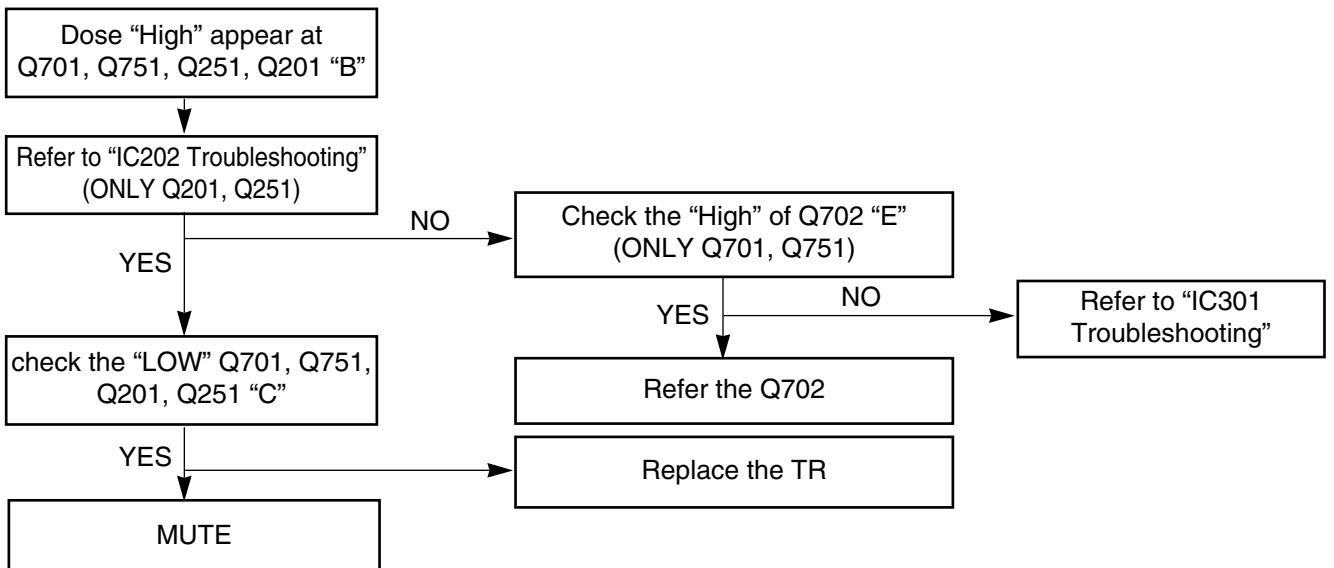 Dose “High” appear at
Q701, Q751, Q251, Q201 “B”
Refer to “IC202 Troubleshooting”
(ONLY Q201, Q251)
NO
Check the “High” of Q702 “E”
(ONLY Q701, Q751)
YES
NO
Refer to “IC301
Troubleshooting”
YES
check the “LOW” Q701, Q751,
Q201, Q251 “C”
Refer the Q702
YES
Replace the TR
MUTE